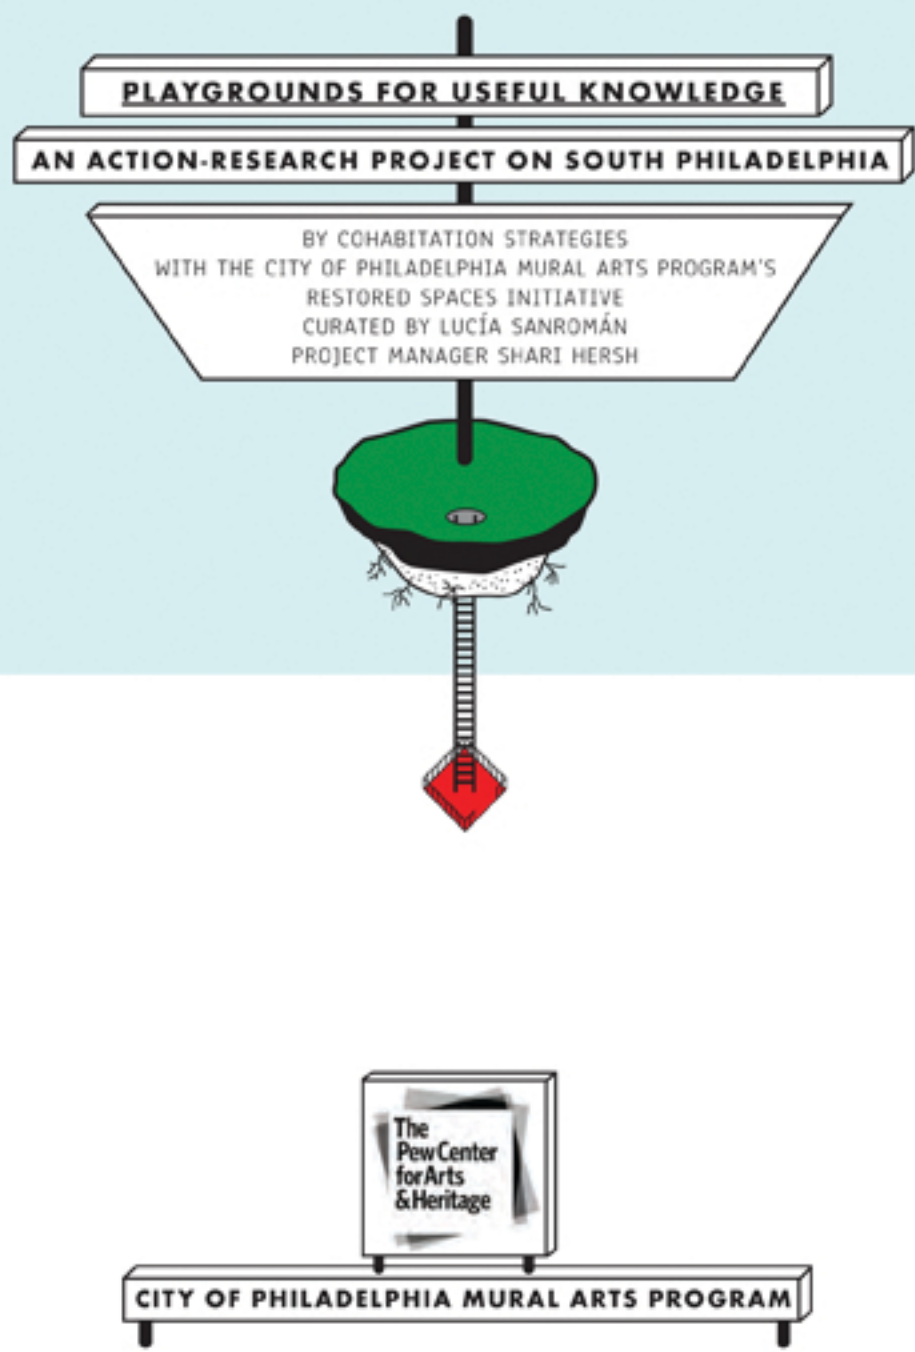 PLAYGROUNDS FOR USEFUL KNOWLEDGE
AN ACTION-RESEARCH PROJECT ON SOUTH PHILADELPHIA
BY COHABITATION STRATEGIES
WITH THE CITY OF PHILADELPHIA MURAL ARTS PROGRAM'S
RESTORED SPACES INITIATIVE
CURATED BY LUCÍA SANROMÁN
PROJECT MANAGER SHARI HERSH
The
Pew Center
for Arts
& Heritage
CITY OF PHILADELPHIA MURAL ARTS PROGRAM